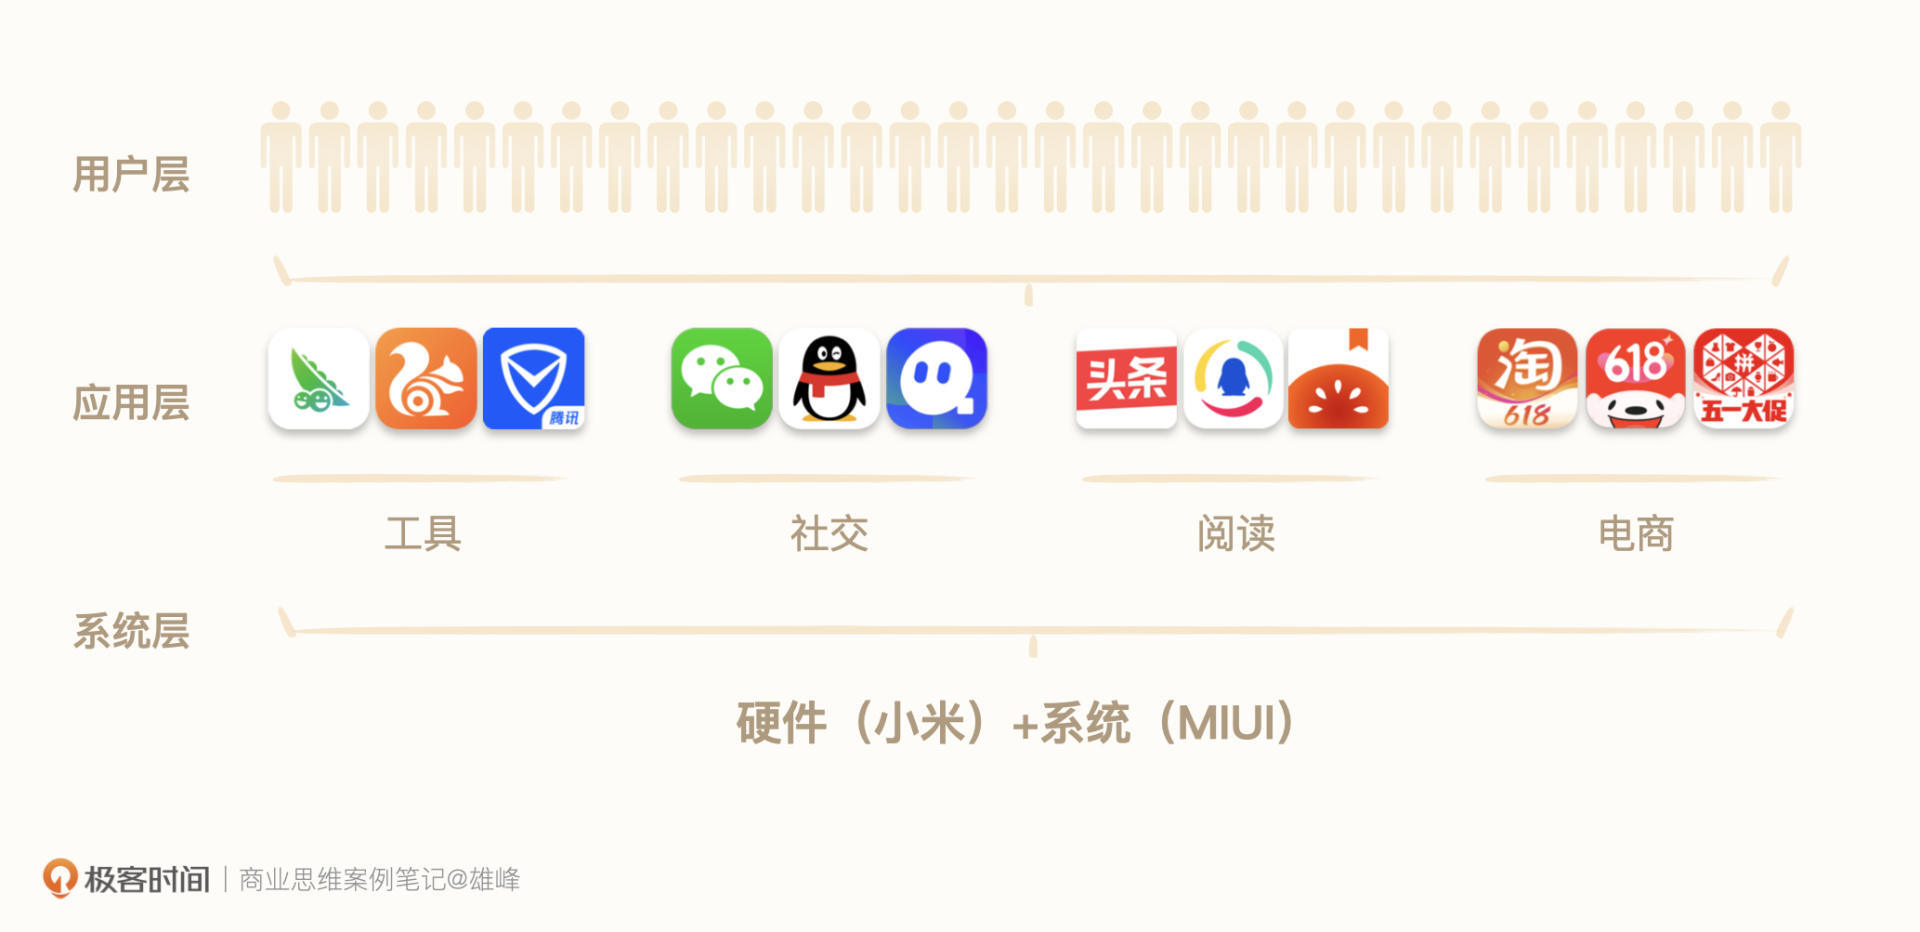 用户层
应用层
腾讯
头条
淘
618
618
拼
五一大促
工具
社交
阅读
电商
系统层
硬件（小米）+系统（MIUI）
极客时间
商业思维案例笔记@雄峰